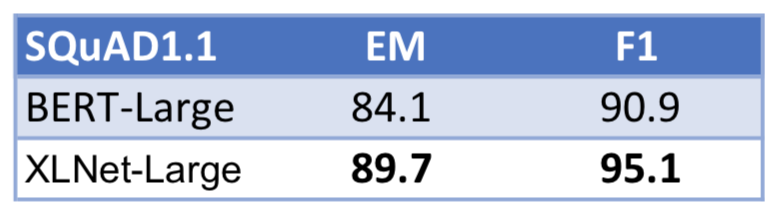 SQuAD1.1 EM F1
BERT-Large 84.1 90.9
XLNet-Large 89.7 95.1